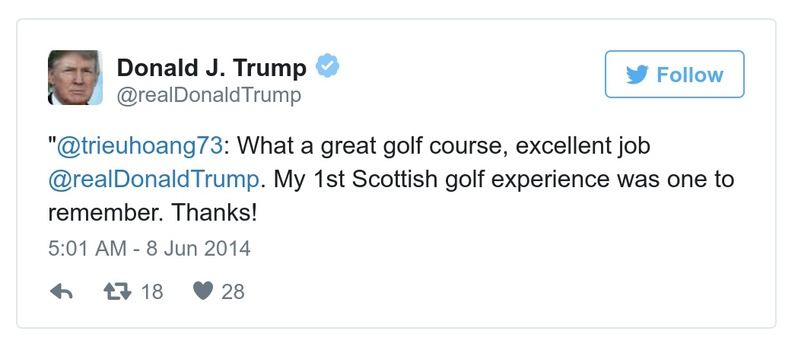 Donald J. Trump
@realDonaldTrump
Follow
"@trieuhoang73: What a great golf course, excellent job
@realDonaldTrump. My 1st Scottish golf experience was one to
remember. Thanks!
5:01 AM - 8 Jun 2014
18 28